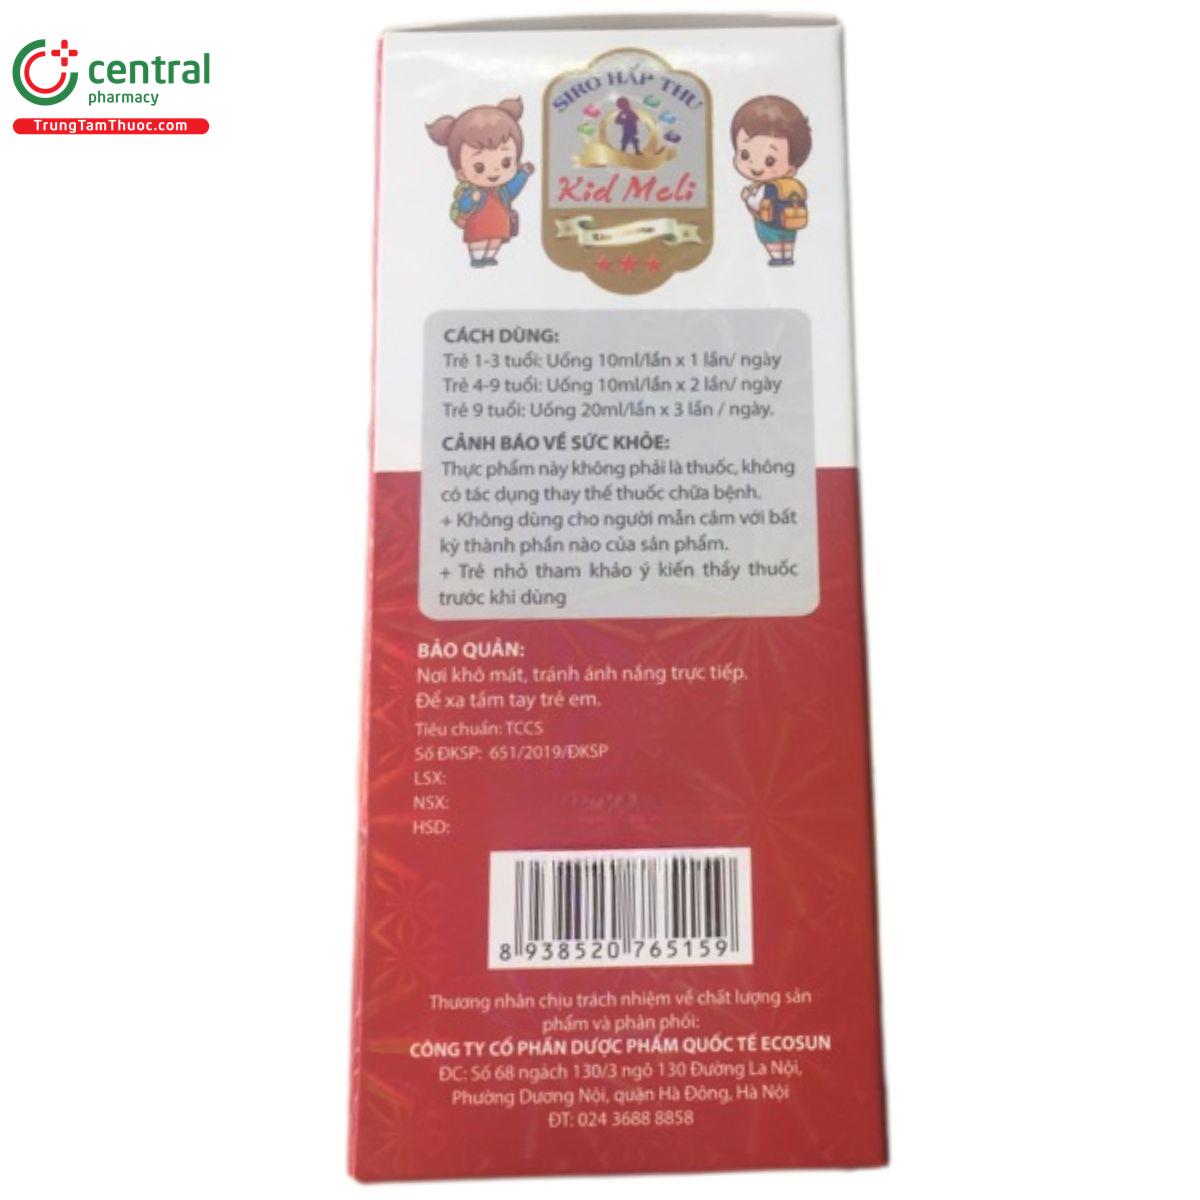 central
pharmacy
TrungTamThuoc.com
SIRO HẤP THU
Kid Meli
CÁCH DÙNG:
Trẻ 1-3 tuổi: Uống 10ml/lần x 1 lần/ ngày
Trẻ 4-9 tuổi: Uống 10ml/lần x 2 lần/ ngày
Trẻ 9 tuổi: Uống 20ml/lần x 3 lần / ngày.
CẢNH BÁO VỀ SỨC KHỎE:
Thực phẩm này không phải là thuốc, không
có tác dụng thay thế thuốc chữa bệnh.
+ Không dùng cho người mẫn cảm với bất
kỳ thành phần nào của sản phẩm.
+ Trẻ nhỏ tham khảo ý kiến thầy thuốc
trước khi dùng
BẢO QUẢN:
Nơi khô mát, tránh ánh nắng trực tiếp.
Để xa tầm tay trẻ em.
Tiêu chuẩn: TCCS
Số ĐKSP: 651/2019/ĐKSP
LSX:
NSX:
HSD:
8 938520 765159
Thương nhân chịu trách nhiệm về chất lượng sản
phẩm và phân phối:
CÔNG TY CỔ PHẦN DƯỢC PHẨM QUỐC TẾ ECOSUN
ĐC: Số 68 ngách 130/3 ngõ 130 Đường La Nội,
Phường Dương Nội, quận Hà Đông, Hà Nội
ĐT: 024 3688 8858